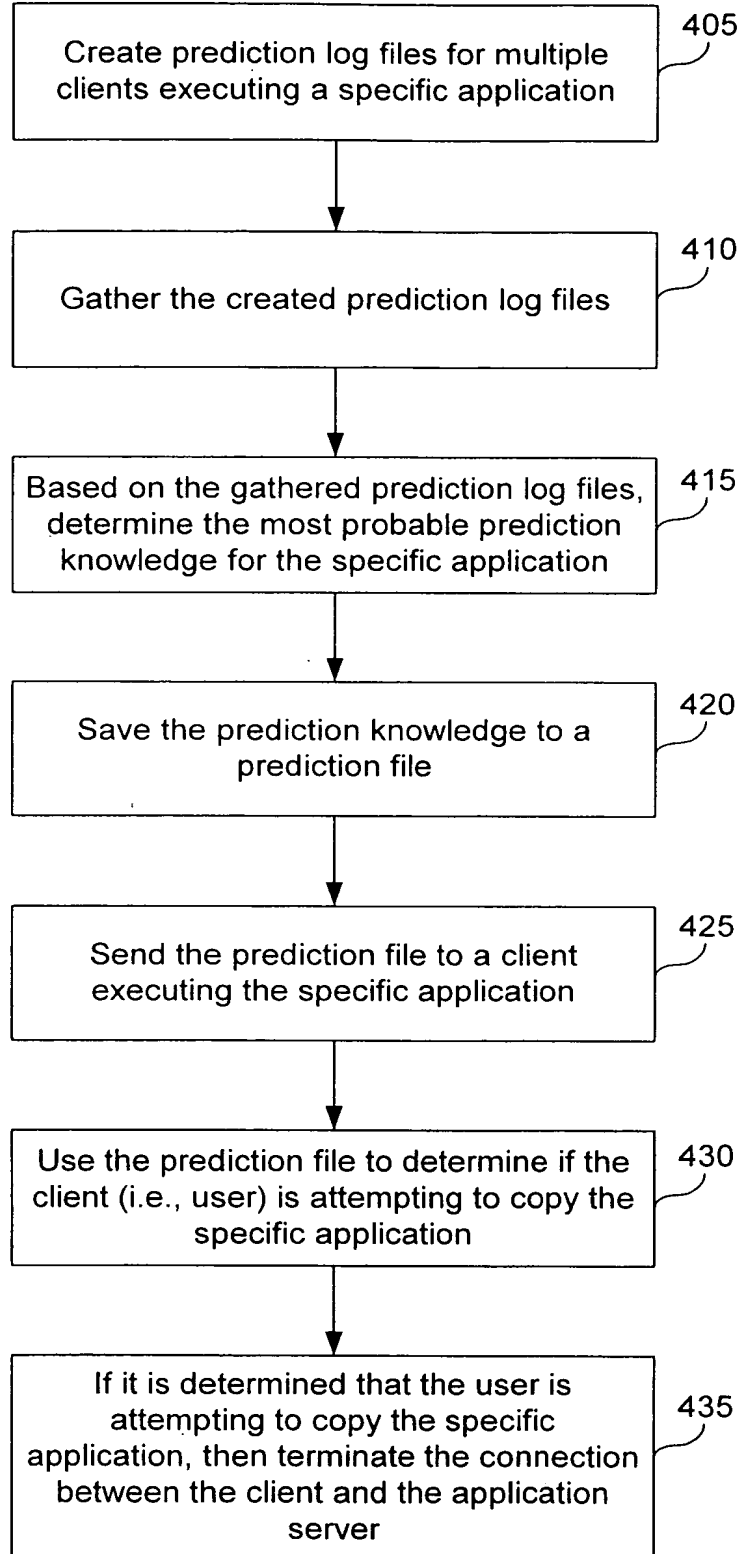 405
Create prediction log files for multiple
clients executing a specific application
410
Gather the created prediction log files
415
Based on the gathered prediction log files,
determine the most probable prediction
knowledge for the specific application
420
Save the prediction knowledge to a
prediction file
425
Send the prediction file to a client
executing the specific application
430
Use the prediction file to determine if the
client (i.e., user) is attempting to copy the
specific application
435
If it is determined that the user is
attempting to copy the specific
application, then terminate the connection
between the client and the application
server